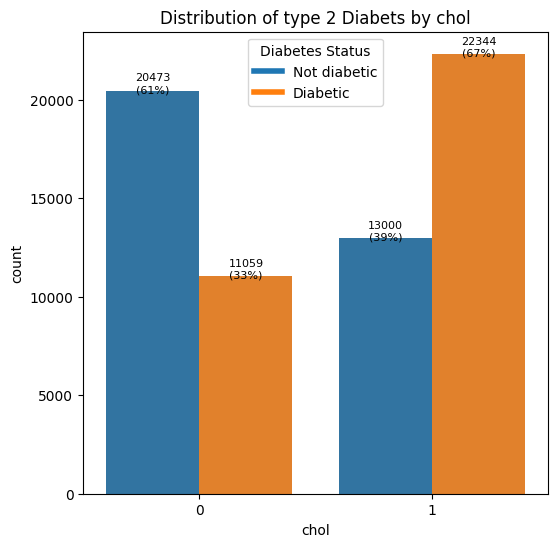 Distribution of type 2 Diabets by chol
22344
(67%)
Diabetes Status
Not diabetic
Diabetic
20473
(61%)
13000
(39%)
11059
(33%)
20000
15000
10000
5000
0
count
0
1
chol